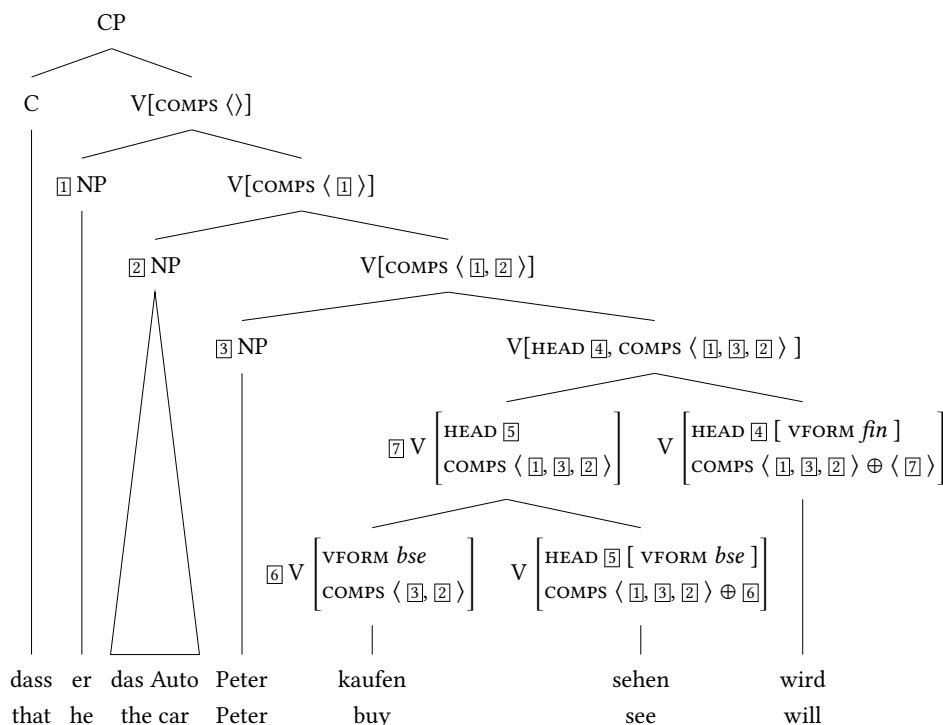 CP
C V[COMPS ⟨⟩]
1 NP V[COMPS ⟨ 1 ⟩]
2 NP V[COMPS ⟨ 1, 2 ⟩]
3 NP V[HEAD 4, COMPS ⟨ 1, 3, 2 ⟩ ]
7 V [HEAD 5 V [HEAD 4 [ VFORM fin ]
COMPS ⟨ 1, 3, 2 ⟩] COMPS ⟨ 1, 3, 2 ⟩ ⊕ ⟨ 7 ⟩]
6 V [VFORM bse V [HEAD 5 [ VFORM bse ]
COMPS ⟨ 3, 2 ⟩] COMPS ⟨ 1, 3, 2 ⟩ ⊕ 6]
dass er das Auto Peter kaufen sehen wird
that he the car Peter buy see will